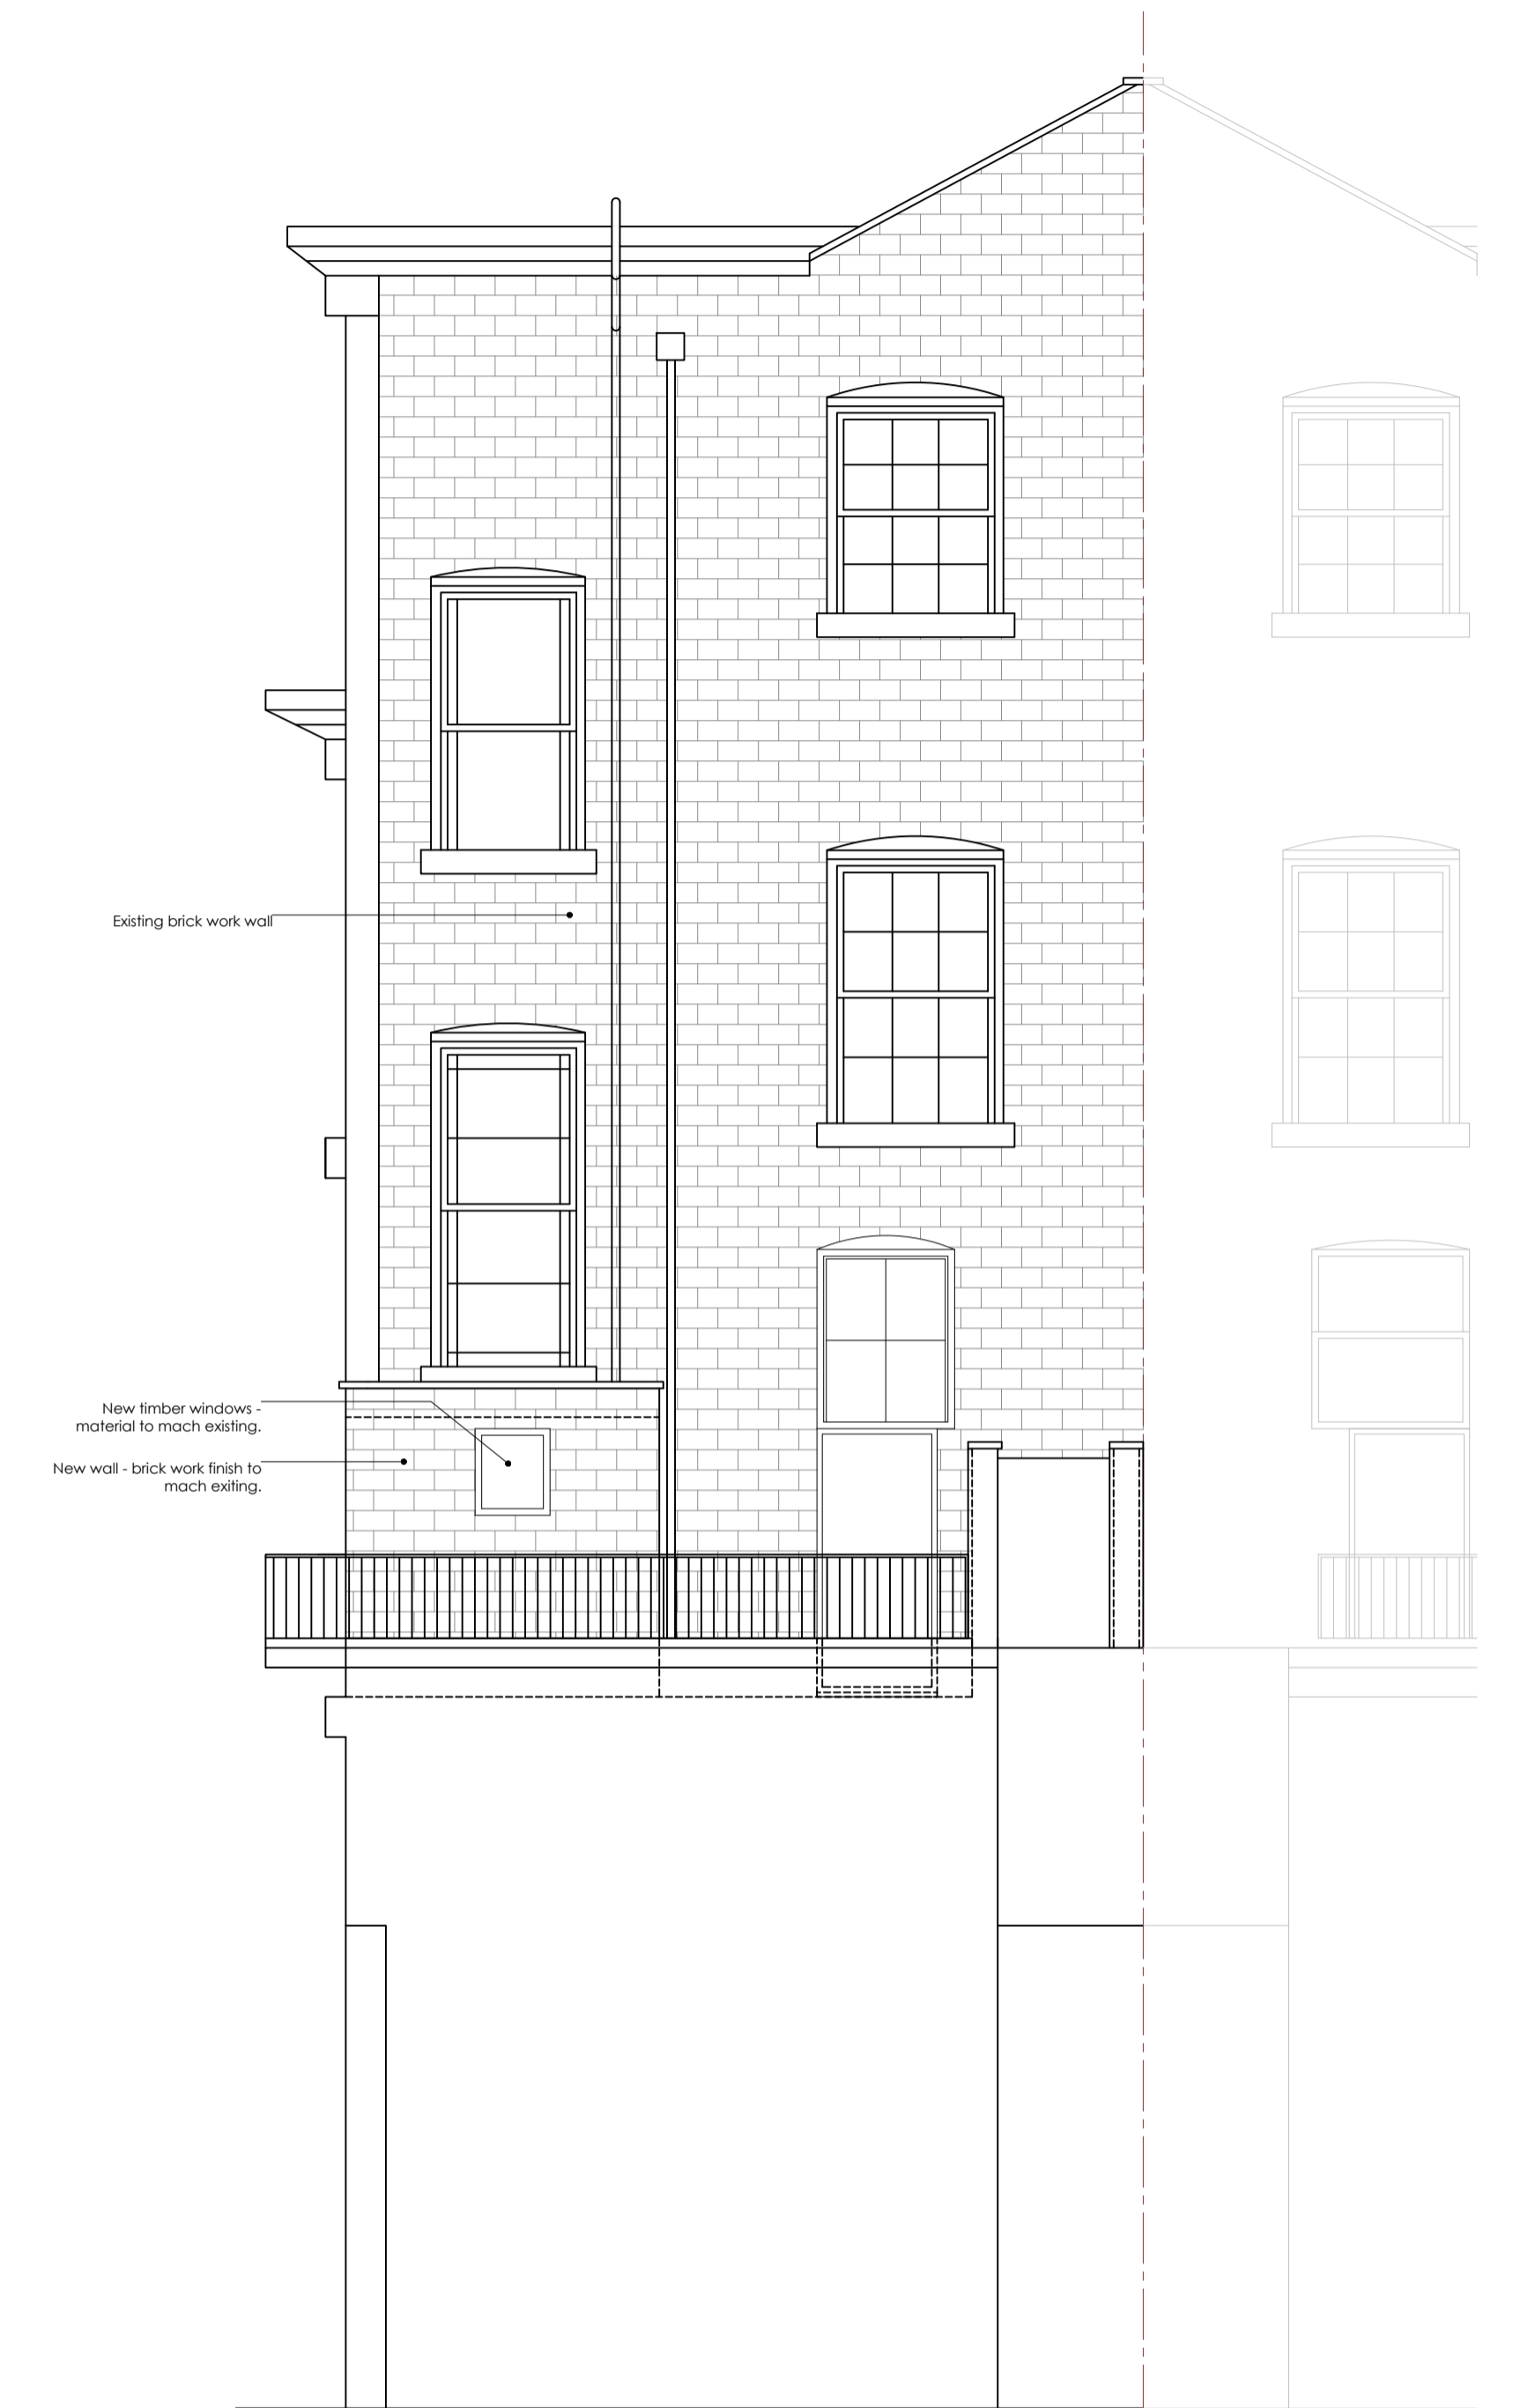 Existing brick work wall
New timber windows -
material to mach existing.
New wall - brick work finish to
mach exiting.